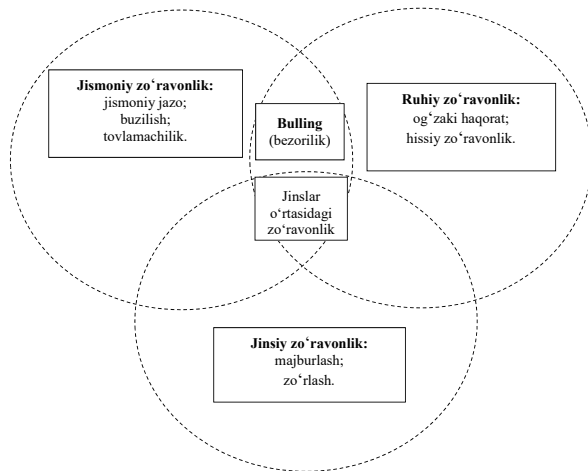 Jismoniy zo‘ravonlik:
jismoniy jazo;
buzilish;
tovlamachilik.
Bulling
(bezorilik)
Ruhiy zo‘ravonlik:
og‘zaki haqorat;
hissiy zo‘ravonlik.
Jinslar
o‘rtasidagi
zo‘ravonlik
Jinsiy zo‘ravonlik:
majburlash;
zo‘rlash.